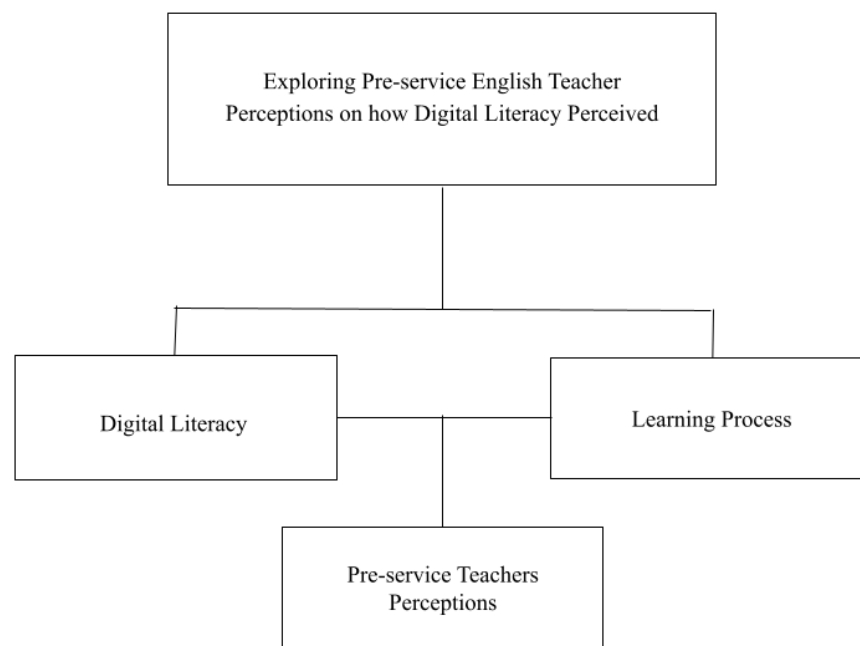 Exploring Pre-service English Teacher
Perceptions on how Digital Literacy Perceived
Digital Literacy
Learning Process
Pre-service Teachers
Perceptions